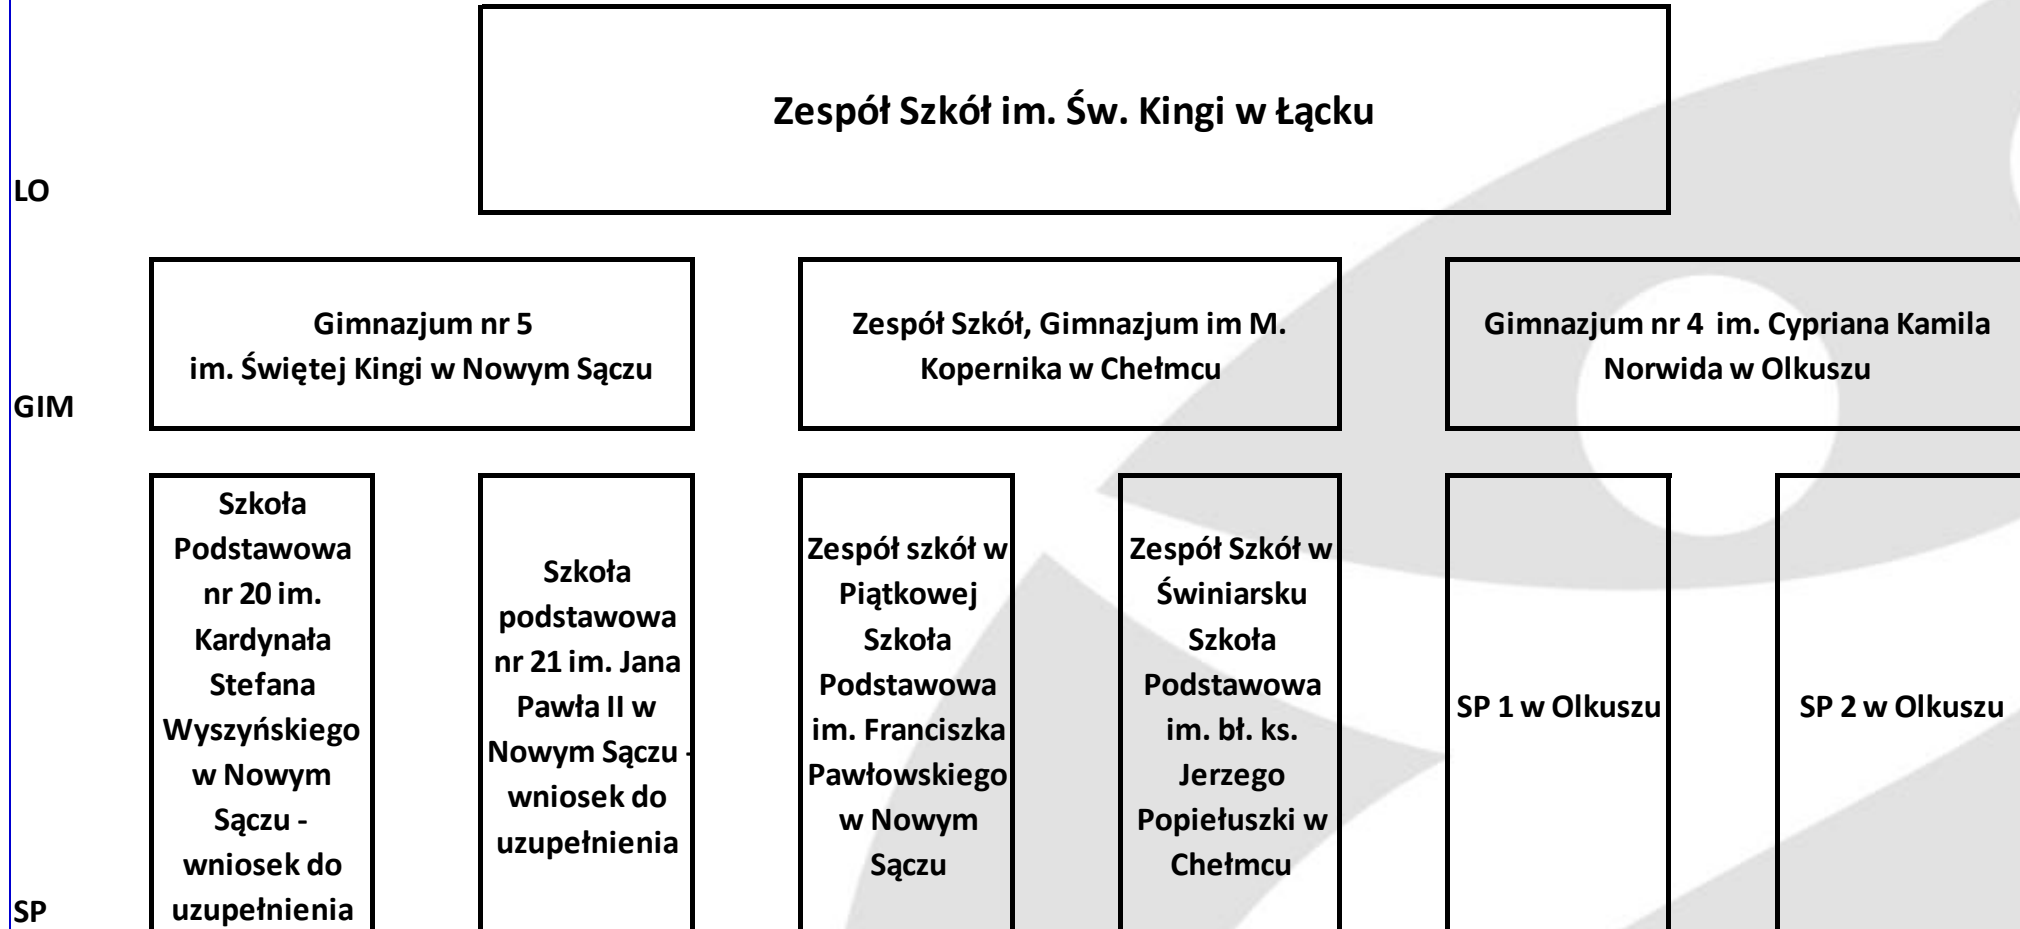 Zespół Szkół im. Św. Kingi w Łącku
LO
Gimnazjum nr 5
im. Świętej Kingi w Nowym Sączu
Zespół Szkół, Gimnazjum im M.
Kopernika w Chełmcu
Gimnazjum nr 4 im. Cypriana Kamila
Norwida w Olkuszu
GIM
Szkoła
Podstawowa
nr 20 im.
Kardynała
Stefana
Wyszyńskiego
w Nowym
Sączu -
wniosek do
uzupełnienia
Szkoła
podstawowa
nr 21 im. Jana
Pawła II w
Nowym Sączu -
wniosek do
uzupełnienia
Zespół szkół w
Piątkowej
Szkoła
Podstawowa
im. Franciszka
Pawłowskiego
w Nowym
Sączu
Zespół Szkół w
Świniarsku
Szkoła
Podstawowa
im. bł. ks.
Jerzego
Popiełuszki w
Chełmcu
SP 1 w Olkuszu
SP 2 w Olkuszu
SP